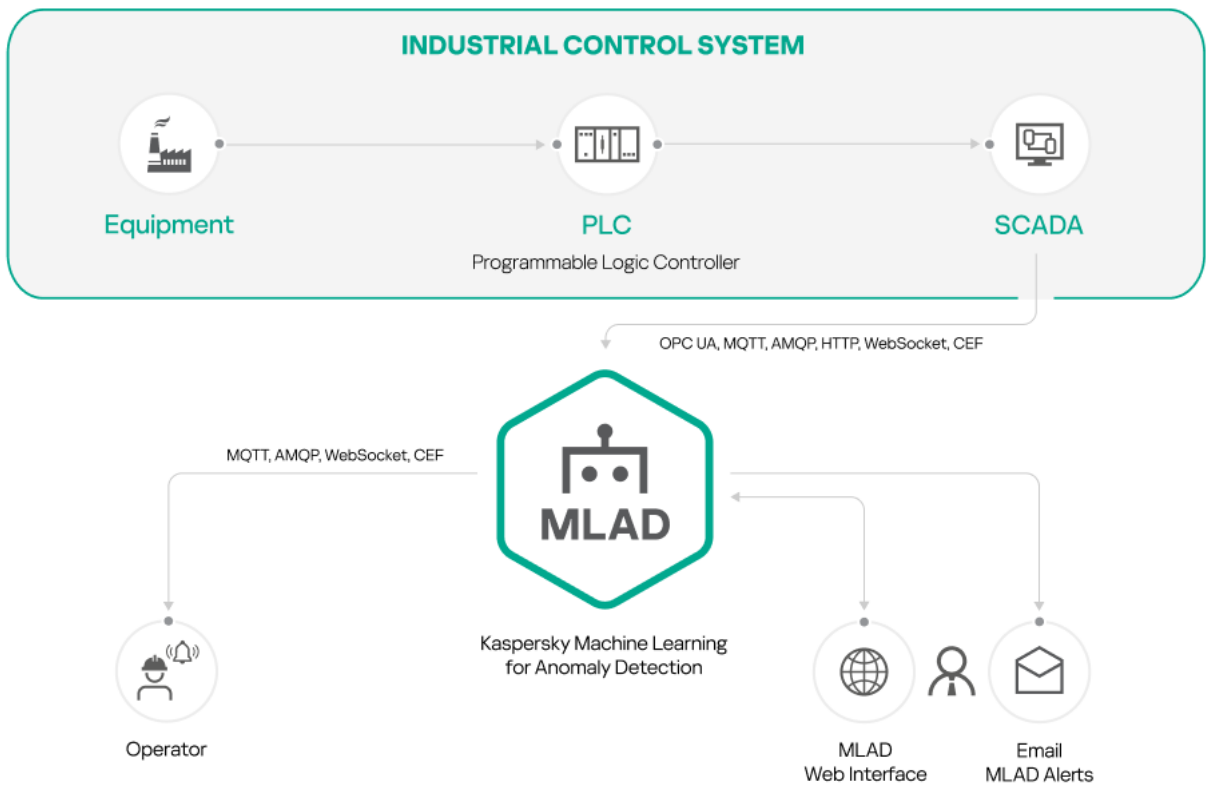 INDUSTRIAL CONTROL SYSTEM
Equipment
PLC
SCADA
Programmable Logic Controller
OPC UA, MQTT, AMQP, HTTP, WebSocket, CEF
MQTT, AMQP, WebSocket, CEF
MLAD
Kaspersky Machine Learning
for Anomaly Detection
Operator
MLAD
Web Interface
Email
MLAD Alerts